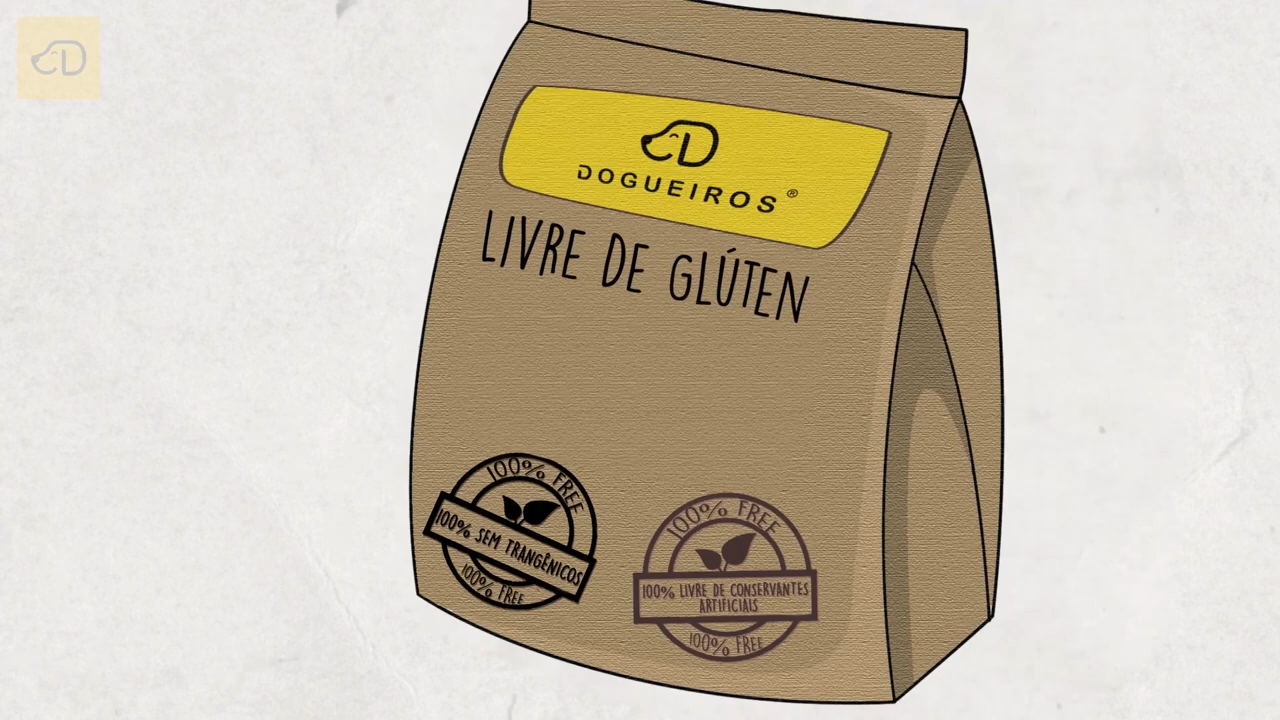 DOGUEIROS ®
LIVRE DE GLÚTEN
100% FREE
100% SEM TRANGÊNICOS
100% FREE
100% FREE
100% LIVRE DE CONSERVANTES
ARTIFICIAIS
100% FREE